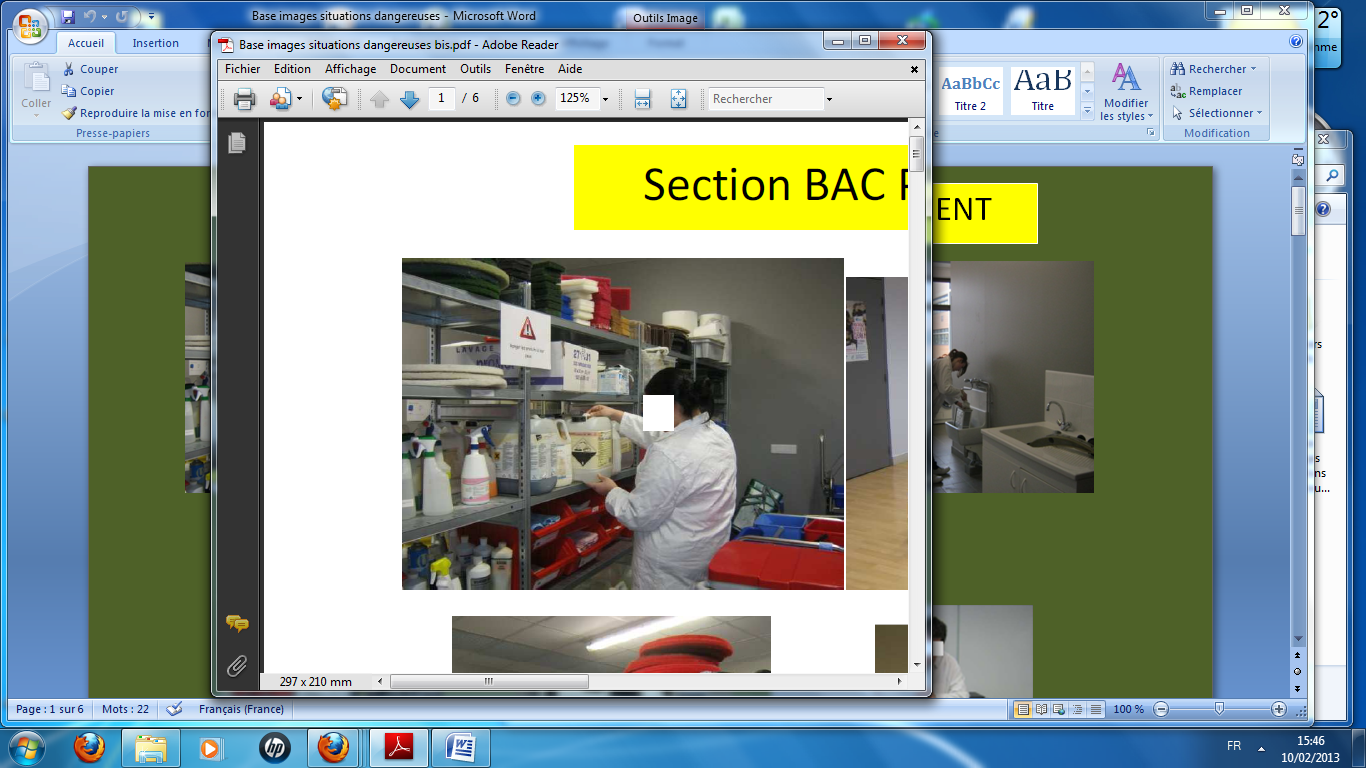 Base images situations dangereuses - Microsoft Word
Outils Image
Accueil
Insertion
Coller
Couper
Copier
Reproduire la mise en for
Presse-papiers
AaBbCc
Titre 2
AaB
Titre
Modifier
les styles
Rechercher
Remplacer
Sélectionner
Modification
2°
Base images situations dangereuses bis.pdf - Adobe Reader
Fichier Edition Affichage Document Outils Fenêtre Aide
1 / 6
125%
Rechercher
Section BAC
ENT
LAVAGE
297 x 210 mm
Page : 1 sur 6
Mots : 22
Français (France)
100 %
FR
15:46
10/02/2013